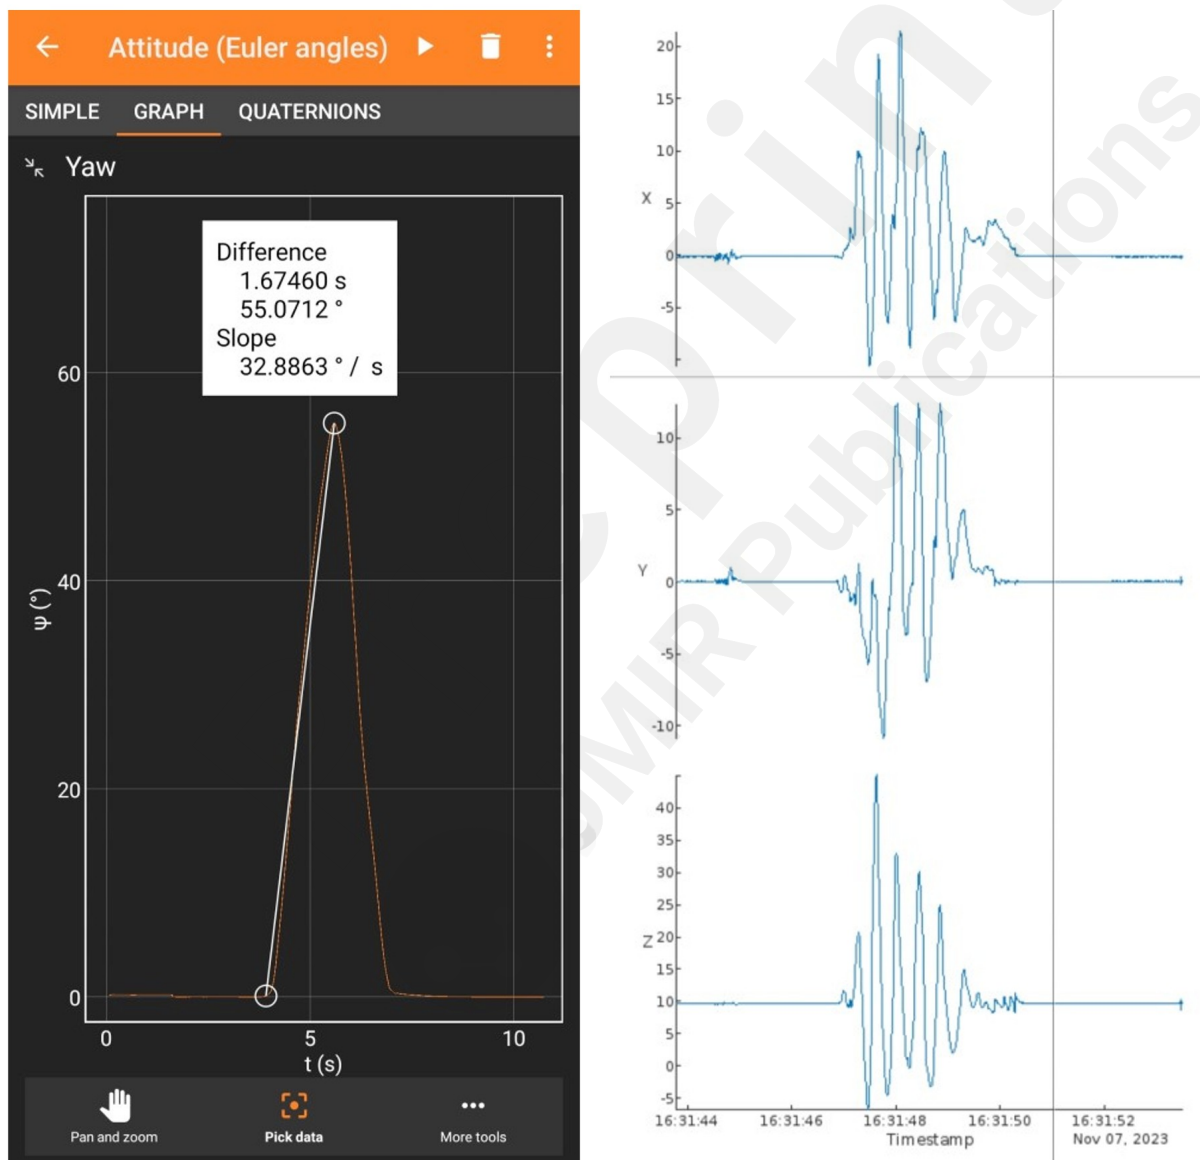 Attitude (Euler angles)
SIMPLE GRAPH QUATERNIONS
Yaw
Difference
1.67460 s
55.0712 °
Slope
32.8863 ° / s
60
40
20
0
ψ (°)
0 5 10
t (s)
Pan and zoom Pick data More tools
20
15
10
5
0
-5
X
10
5
0
-5
-10
Y
40
35
30
25
20
15
10
5
0
-5
Z
16:31:44 16:31:46 16:31:48 16:31:50 16:31:52
Timestamp
Nov 07, 2023
eprin
JMIR Publications